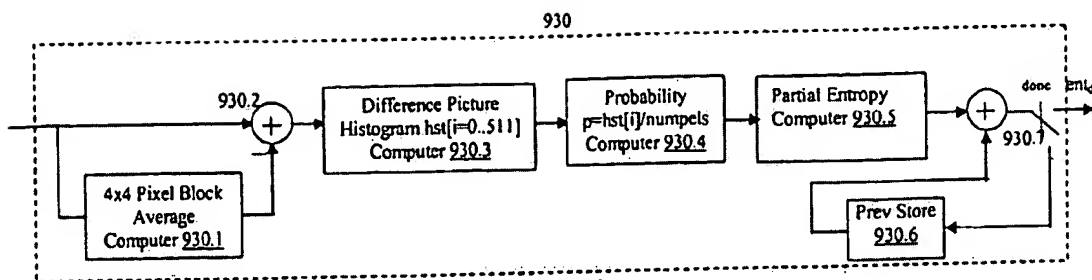 930
930.2
Difference Picture
Histogram hst[i=0..511]
Computer 930.3
Probability
p=hst[i]/numpels
Computer 930.4
Partial Entropy
Computer 930.5
done
930.7
4x4 Pixel Block
Average
Computer 930.1
Prev Store
930.6